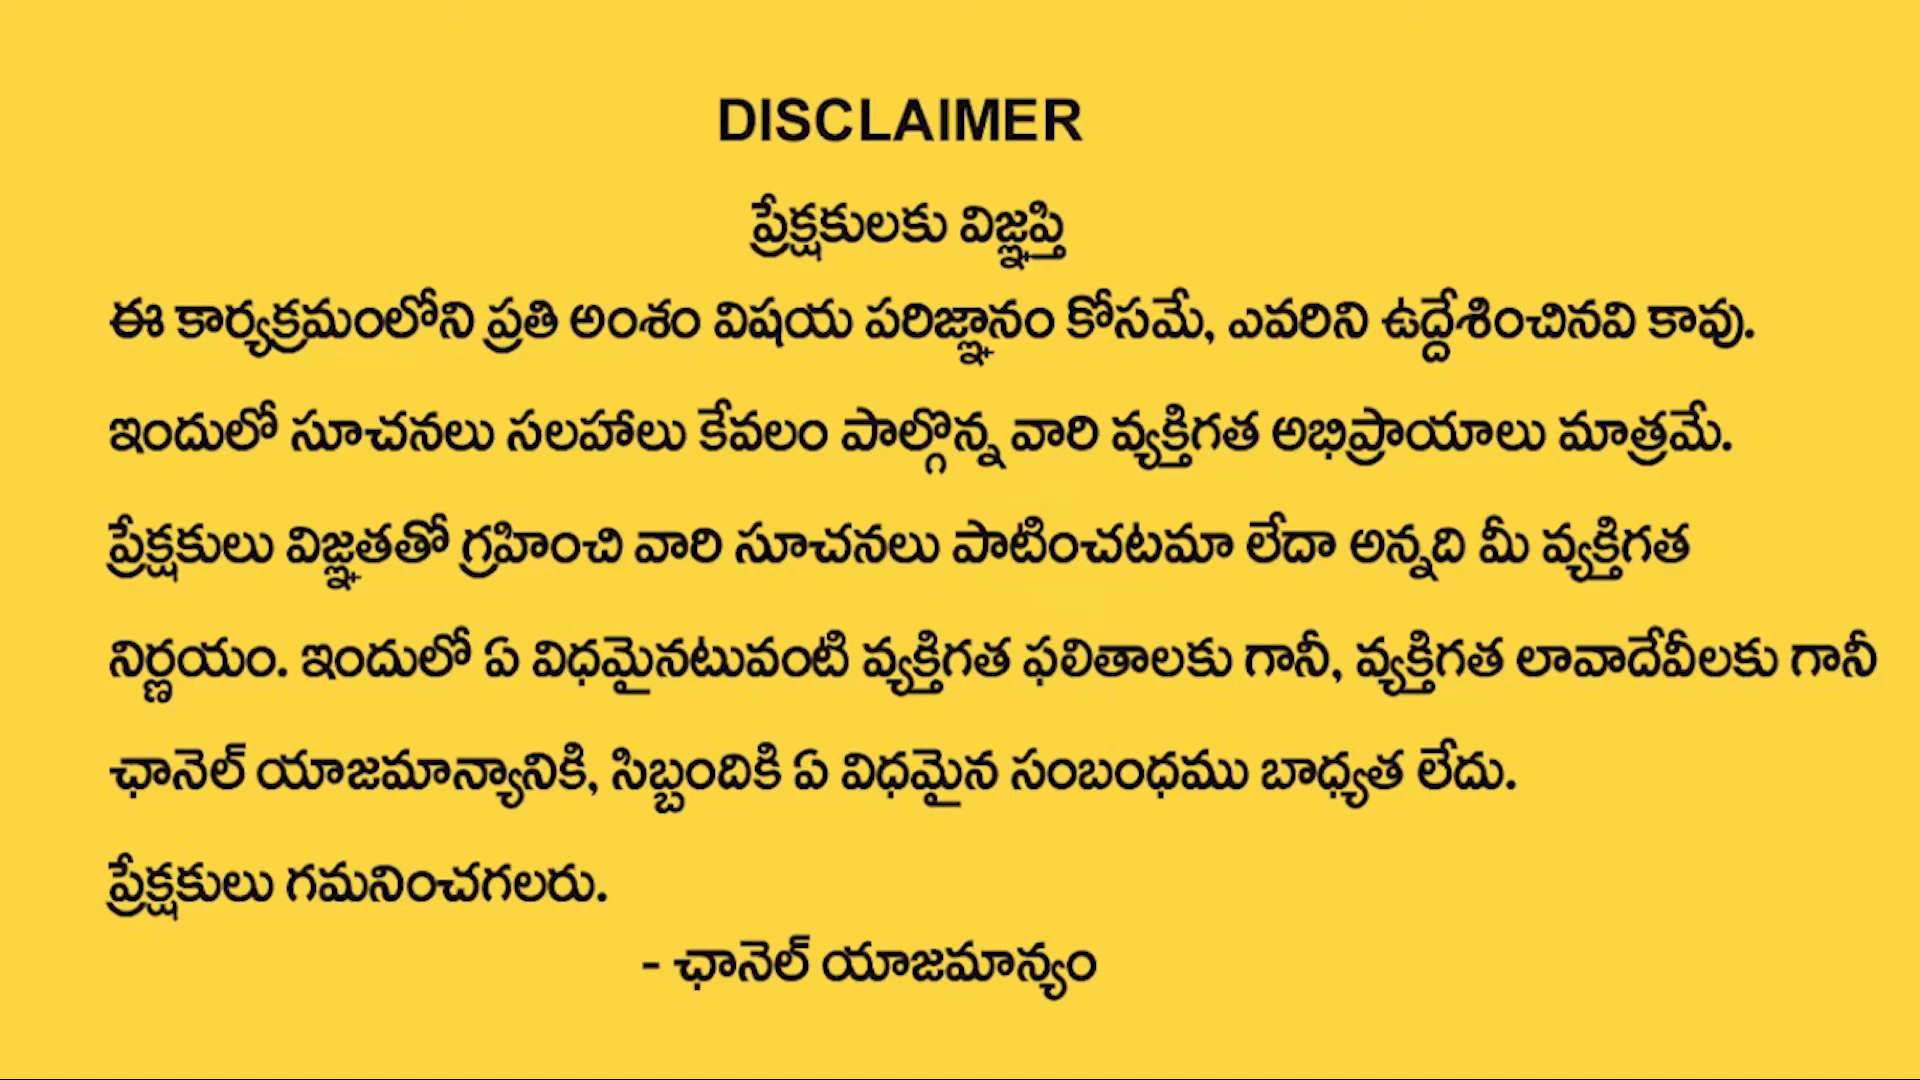 DISCLAIMER
ప్రేక్షకులకు విజ్ఞప్తి
ఈ కార్యక్రమంలోని ప్రతి అంశం విషయ పరిజ్ఞానం కోసమే, ఎవరిని ఉద్దేశించినవి కావు.
ఇందులో సూచనలు సలహాలు కేవలం పాల్గొన్న వారి వ్యక్తిగత అభిప్రాయాలు మాత్రమే.
ప్రేక్షకులు విజ్ఞతతో గ్రహించి వారి సూచనలు పాటించటమా లేదా అన్నది మీ వ్యక్తిగత
నిర్ణయం. ఇందులో ఏ విధమైనటువంటి వ్యక్తిగత ఫలితాలకు గానీ, వ్యక్తిగత లావాదేవీలకు గానీ
ఛానెల్ యాజమాన్యానికి, సిబ్బందికి ఏ విధమైన సంబంధము బాధ్యత లేదు.
ప్రేక్షకులు గమనించగలరు.
- ఛానెల్ యాజమాన్యం